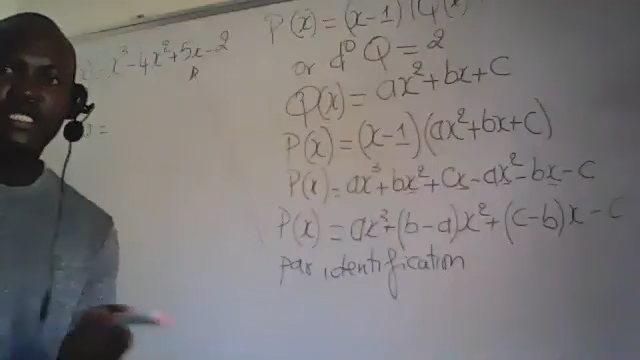 x) = x³ - 4x² + 5x - 2
=
P(x) = (x-1)(Q(x)
or d° Q = 2
Q(x) = ax² + bx + c
P(x) = (x-1)(ax² + bx + c)
P(x) = ax³ + bx² + cx - ax² - bx - c
P(x) = ax³ + (b-a)x² + (c-b)x - c
par identification